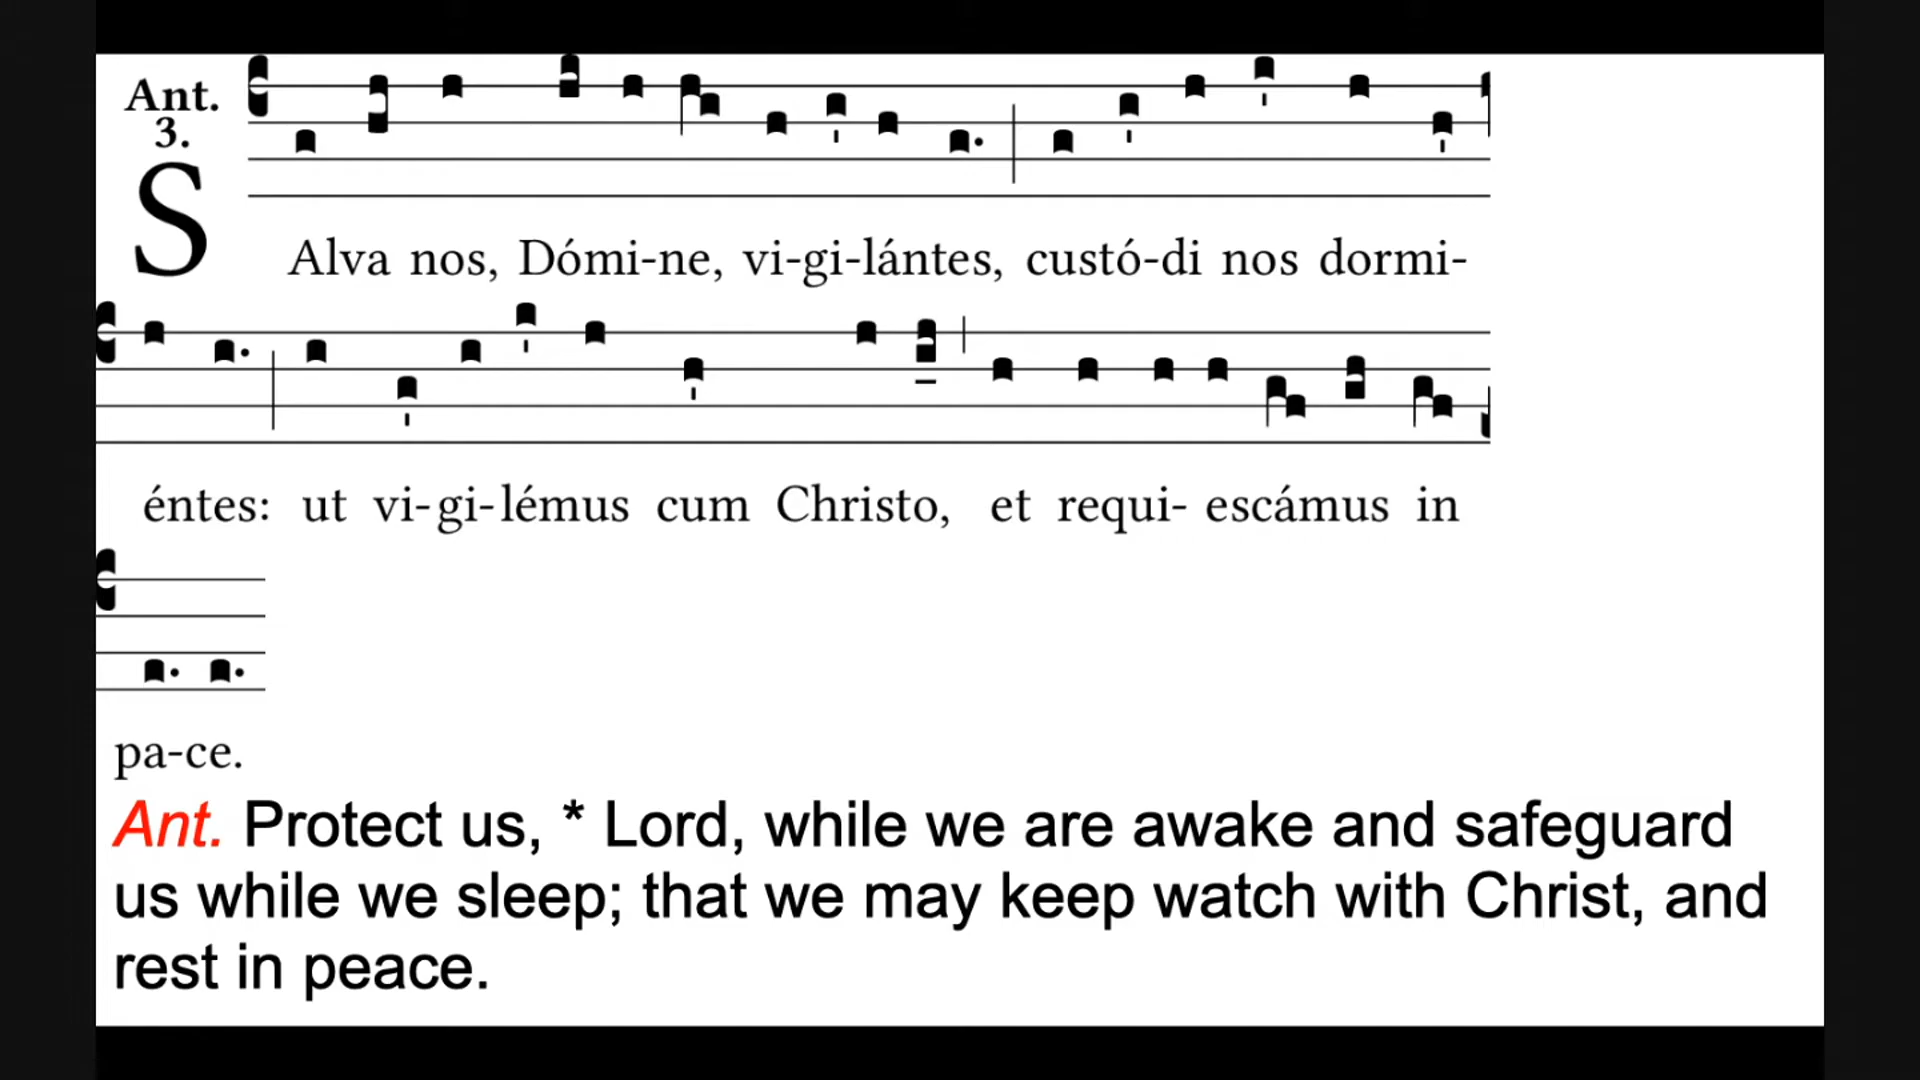 Ant.
3.
SAlva nos, Dómi-ne, vi-gi-lántes, custó-di nos dormi-
éntes: ut vi-gi-lémus cum Christo, et requi- escámus in
pa-ce.
Ant. Protect us, * Lord, while we are awake and safeguard
us while we sleep; that we may keep watch with Christ, and
rest in peace.